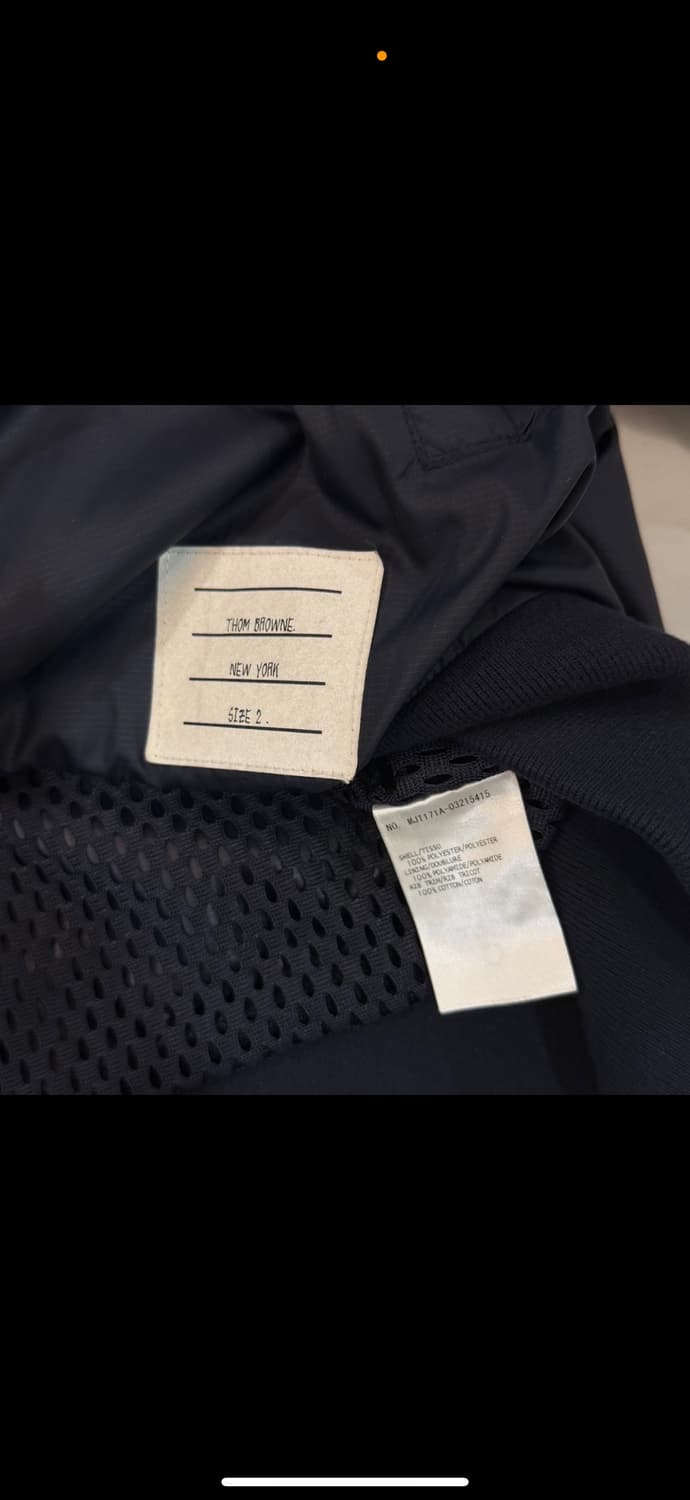 THOM BROWNE.
NEW YORK
SIZE 2.
NO. MJT171A-03215415
SHELL/TISSU
100% POLYESTER/POLYESTER
LINING/DOUBLURE
100% POLYAMIDE/POLYAMIDE
RIB TRIM/RIB TRICOT
100% COTTON/COTON